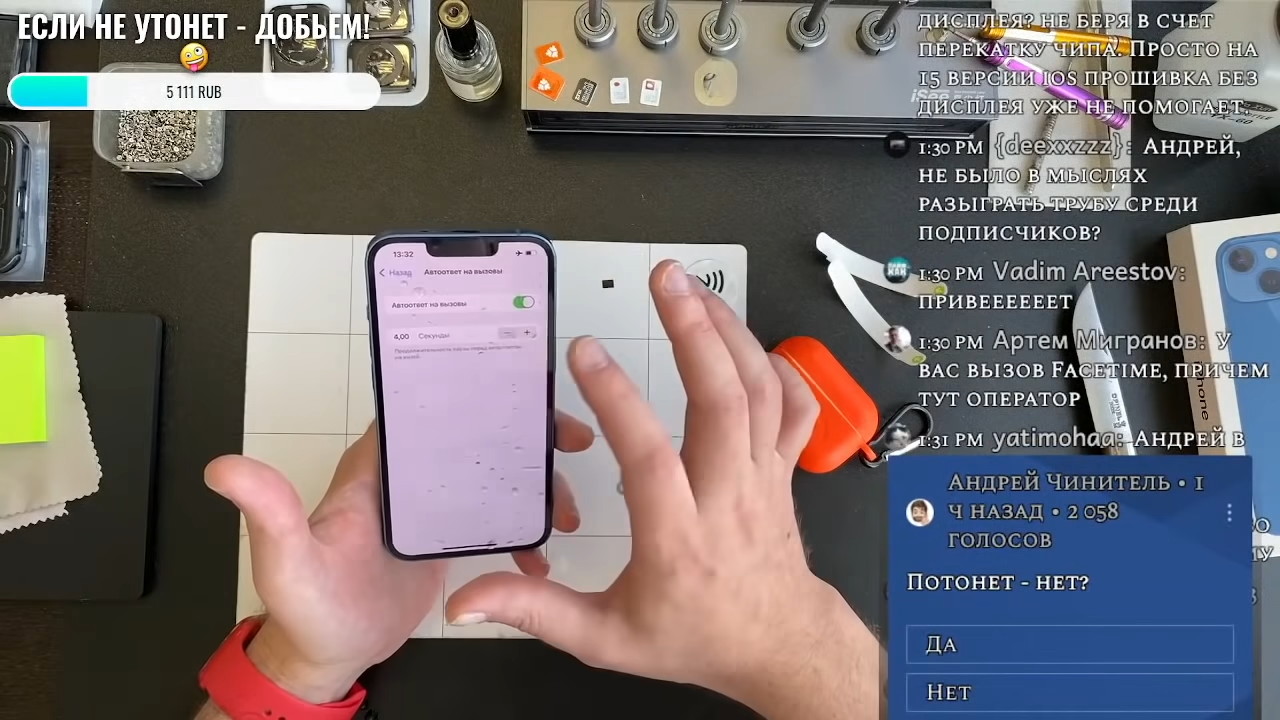 ЕСЛИ НЕ УТОНЕТ - ДОБЬЕМ!
5 111 RUB
13:32
Назад
Автоответ на вызовы
Автоответ на вызовы
4,00 Секунды
iSee
iPhone
ДИСПЛЕЯ? НЕ БЕРЯ В СЧЕТ
ПЕРЕКАТКУ ЧИПА. ПРОСТО НА
15 ВЕРСИИ IOS ПРОШИВКА БЕЗ
ДИСПЛЕЯ УЖЕ НЕ ПОМОГАЕТ
1:30 PM {deexxzzz}: АНДРЕЙ,
НЕ БЫЛО В МЫСЛЯХ
РАЗЫГРАТЬ ТРУБУ СРЕДИ
ПОДПИСЧИКОВ?
1:30 PM Vadim Areestov:
ПРИВЕЕЕЕЕЕТ
1:30 PM Артем Мигранов: У
ВАС ВЫЗОВ FACETIME, ПРИЧЕМ
ТУТ ОПЕРАТОР
1:31 PM yatimohaa: АНДРЕЙ В
АНДРЕЙ ЧИНИТЕЛЬ • 1
Ч НАЗАД • 2 058
ГОЛОСОВ
ПОТОНЕТ - НЕТ?
ДА
НЕТ